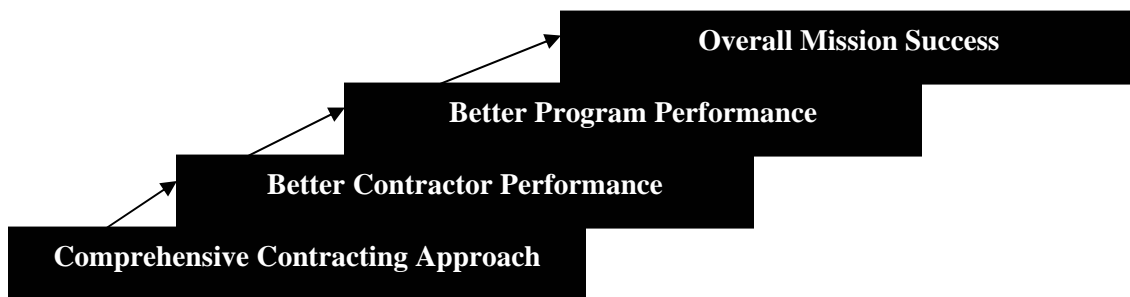 Overall Mission Success
Better Program Performance
Better Contractor Performance
Comprehensive Contracting Approach